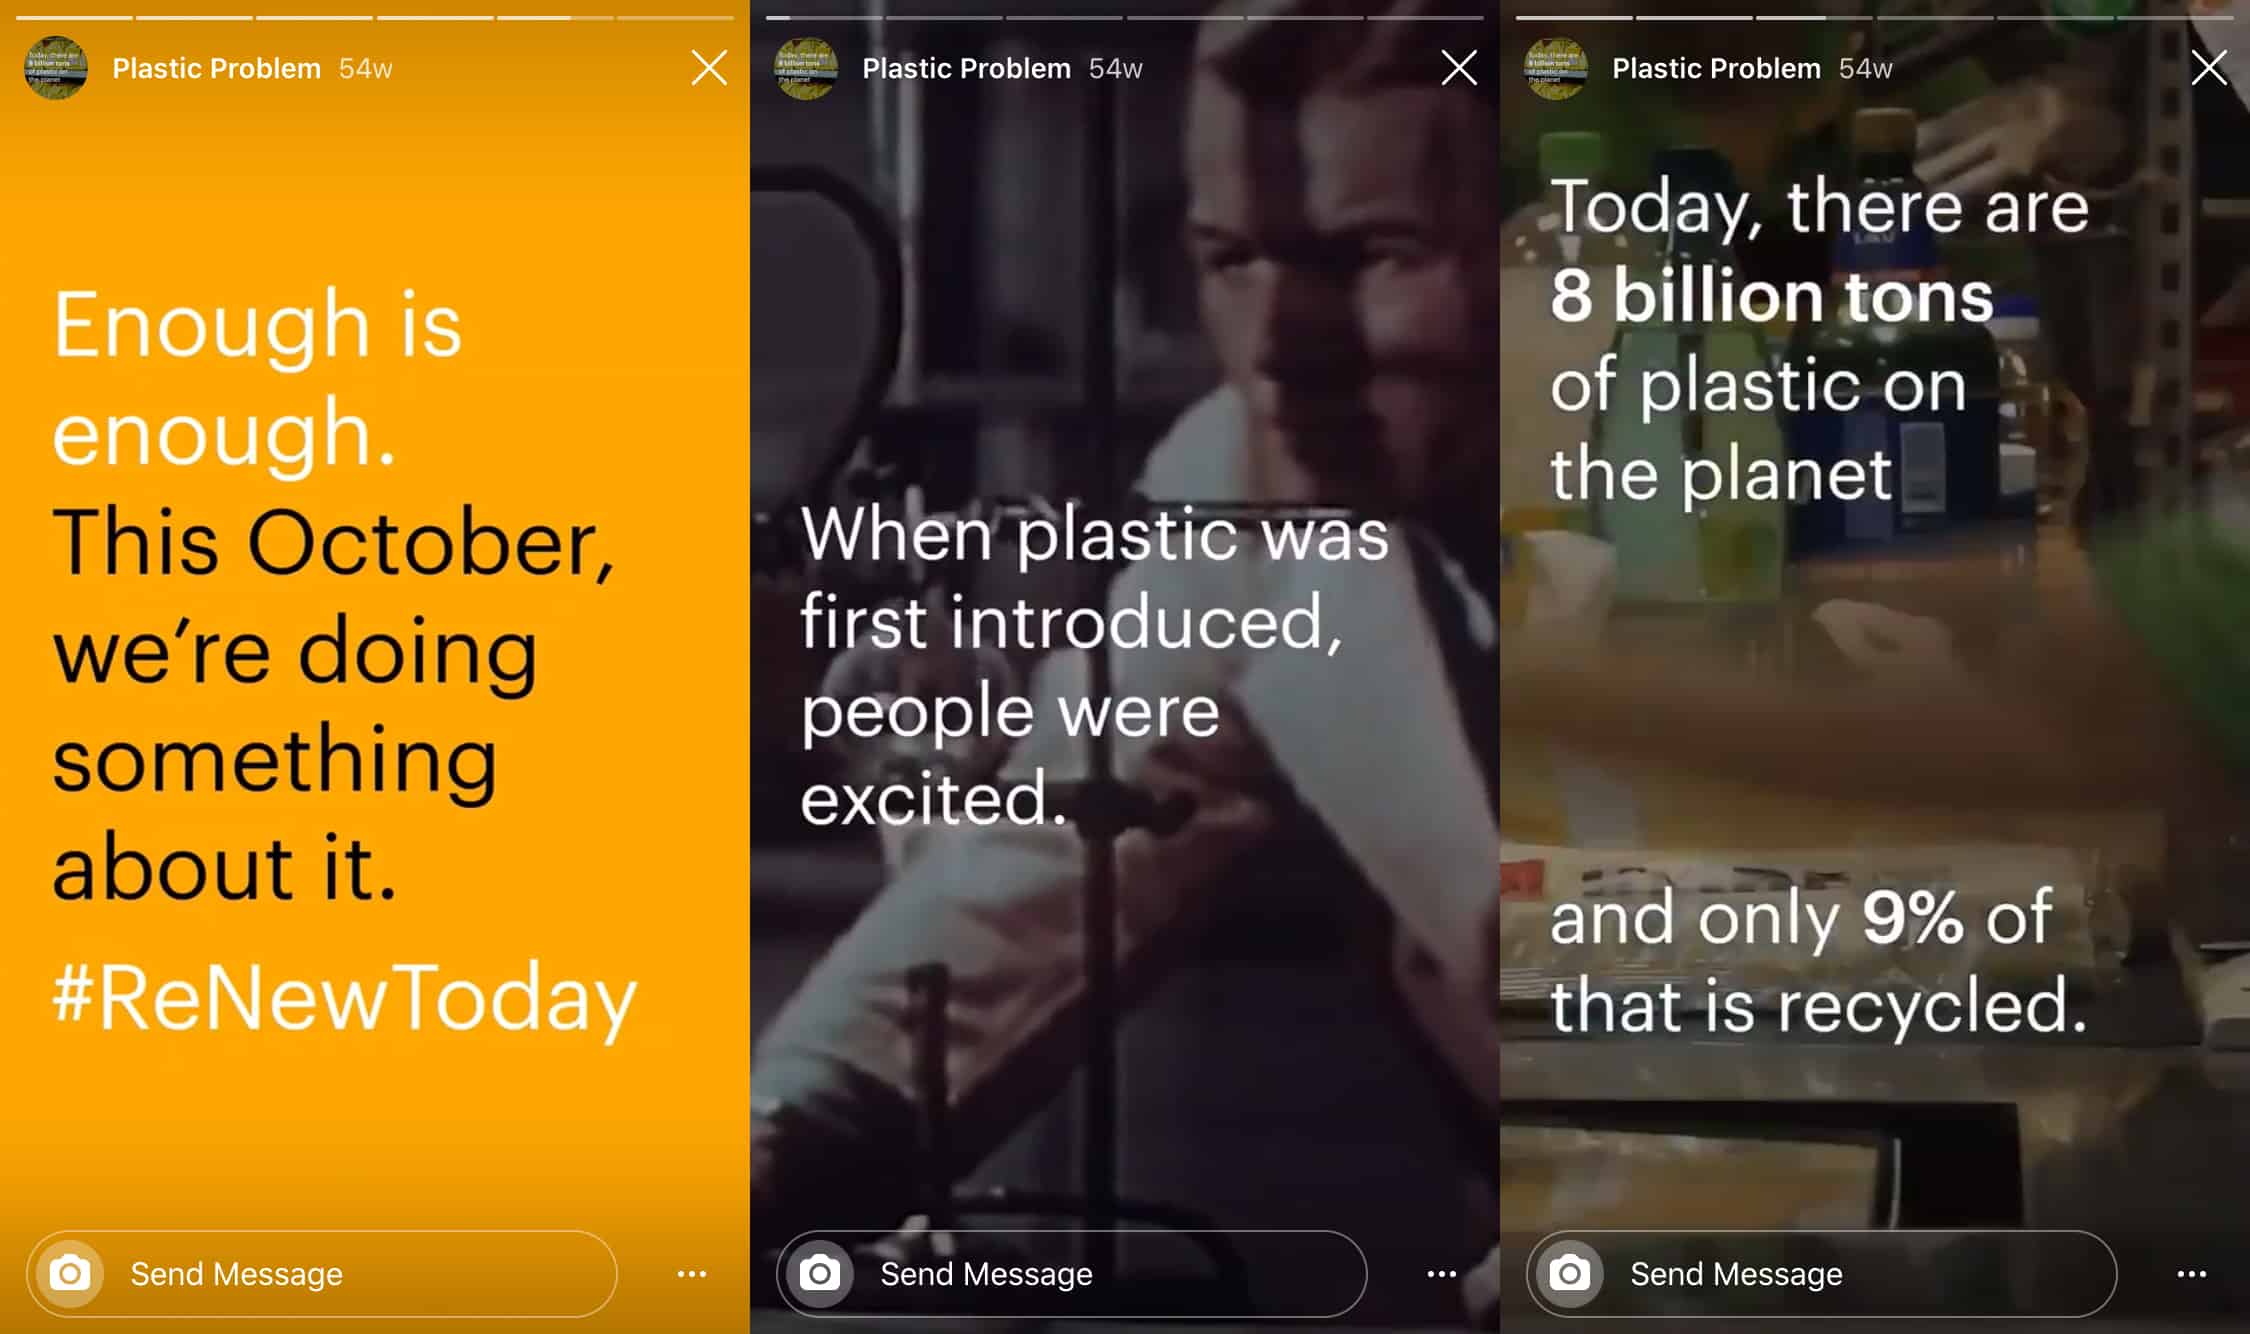 Plastic Problem 54w
Enough is
enough.
This October,
we’re doing
something
about it.
#ReNewToday
Send Message
Plastic Problem 54w
When plastic was
first introduced,
people were
excited.
Send Message
Plastic Problem 54w
Today, there are
8 billion tons
of plastic on
the planet
and only 9% of
that is recycled.
Send Message